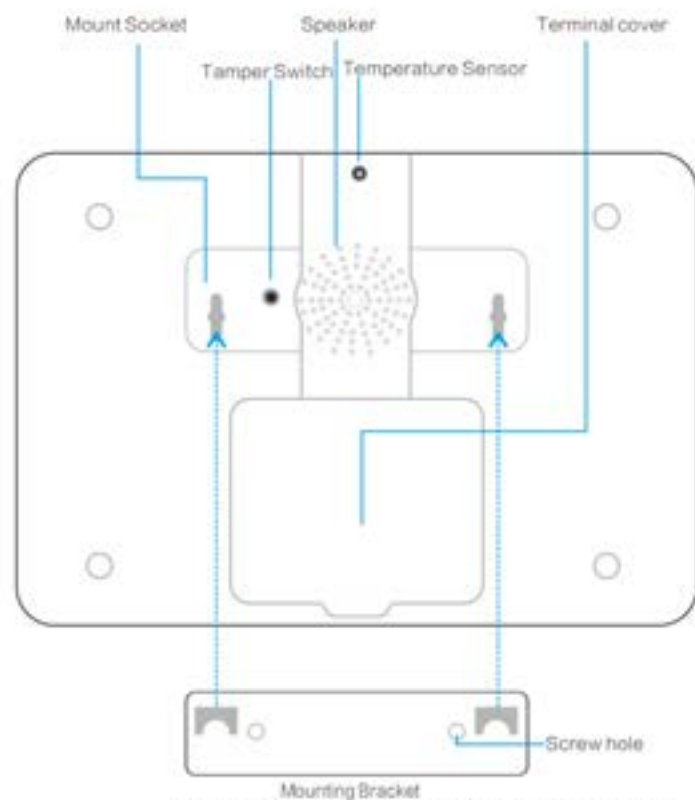 Mount Socket Speaker Terminal cover
Tamper Switch Temperature Sensor
Screw hole
Mounting Bracket